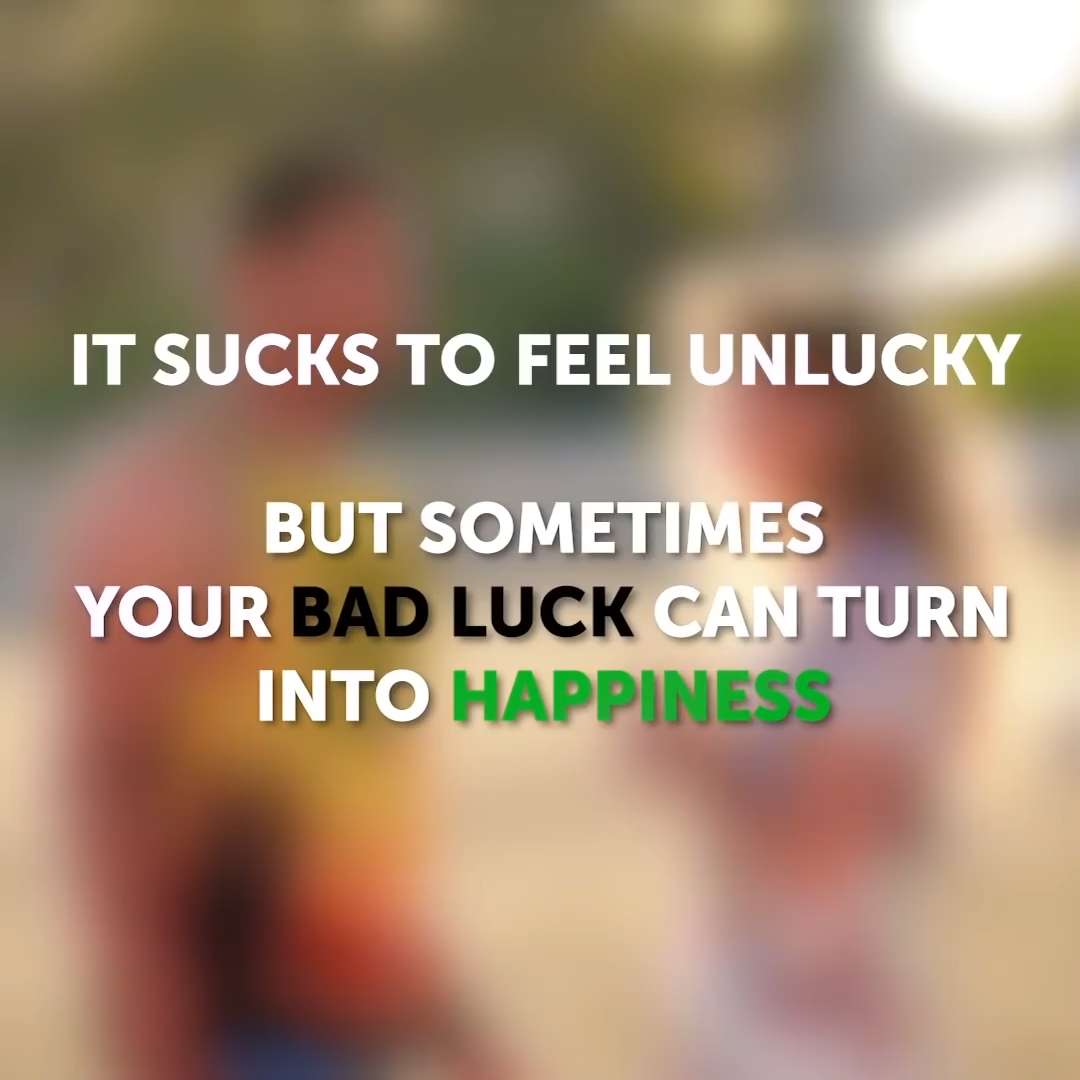 IT SUCKS TO FEEL UNLUCKY
BUT SOMETIMES
YOUR BAD LUCK CAN TURN
INTO HAPPINESS